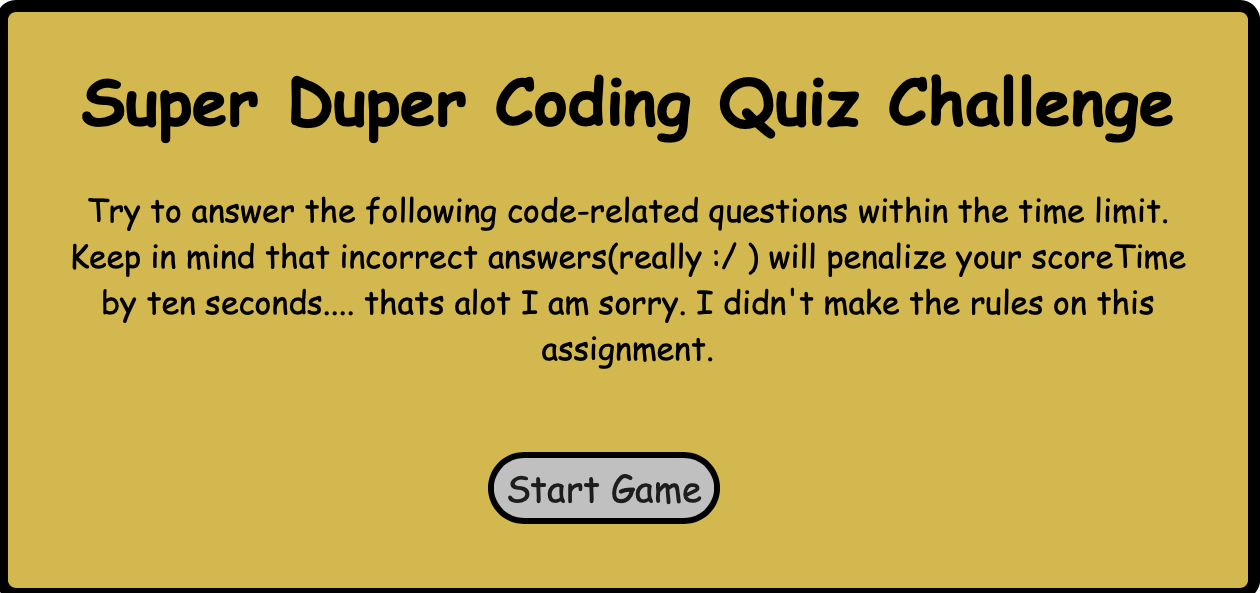 Super Duper Coding Quiz Challenge
Try to answer the following code-related questions within the time limit.
Keep in mind that incorrect answers(really :/ ) will penalize your scoreTime
by ten seconds.... thats alot I am sorry. I didn't make the rules on this
assignment.
Start Game